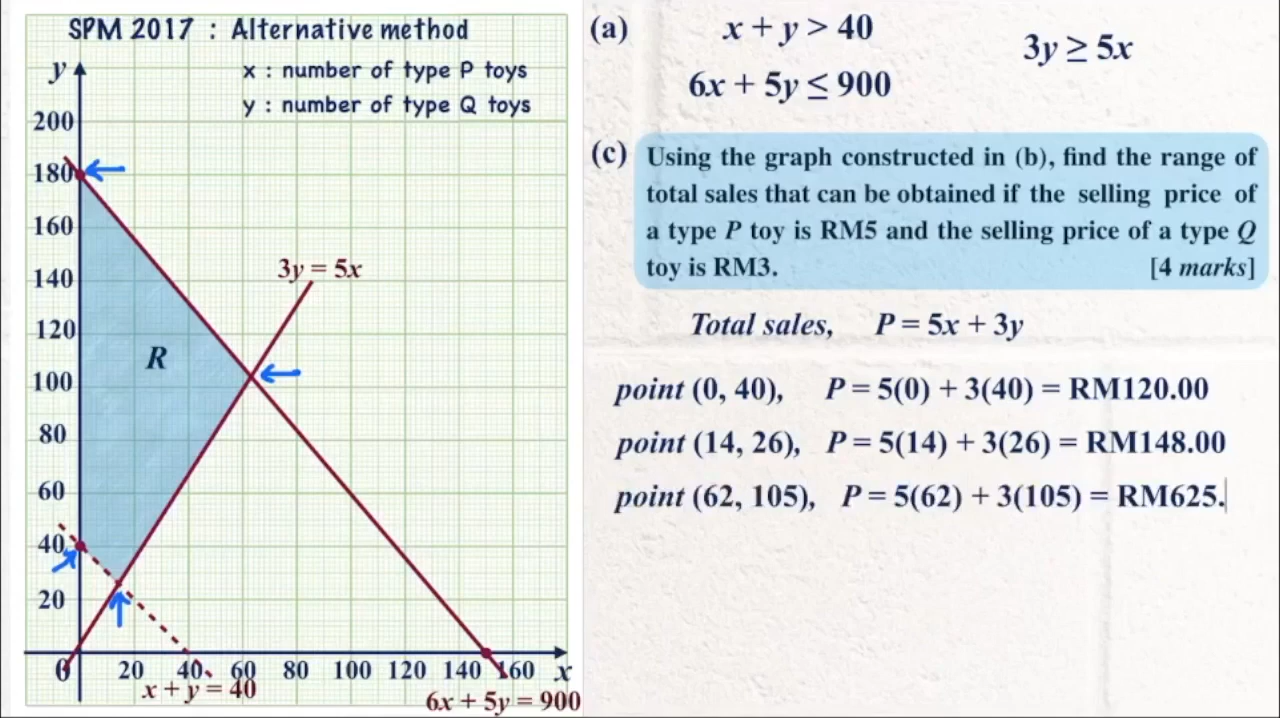 SPM 2017 : Alternative method
x : number of type P toys
y : number of type Q toys
y
200
180
160
140
120
100
80
60
40
20
0
20 40 60 80 100 120 140 160 x
3y = 5x
R
x + y = 40
6x + 5y = 900
(a) x + y > 40
3y ≥ 5x
6x + 5y ≤ 900
(c) Using the graph constructed in (b), find the range of
total sales that can be obtained if the selling price of
a type P toy is RM5 and the selling price of a type Q
toy is RM3. [4 marks]
Total sales, P = 5x + 3y
point (0, 40), P = 5(0) + 3(40) = RM120.00
point (14, 26), P = 5(14) + 3(26) = RM148.00
point (62, 105), P = 5(62) + 3(105) = RM625.